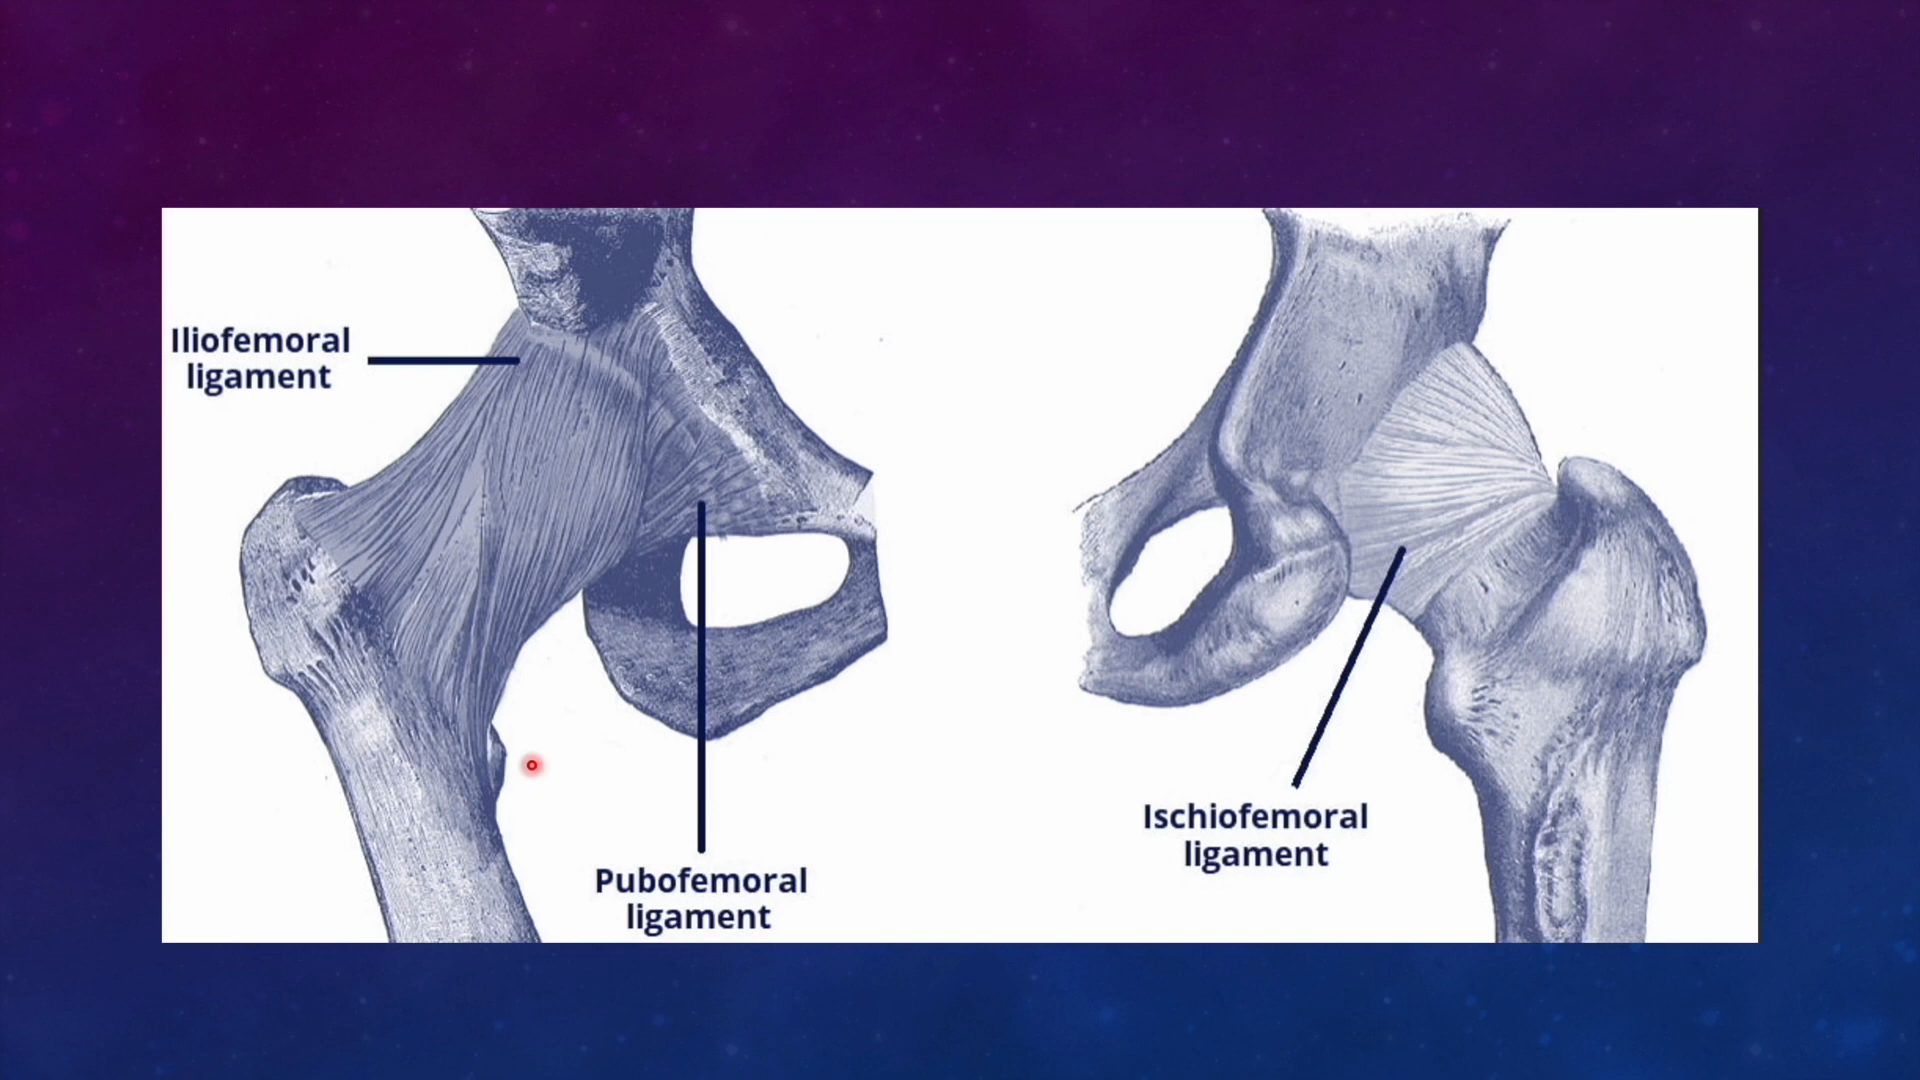 Iliofemoral
ligament
Pubofemoral
ligament
Ischiofemoral
ligament